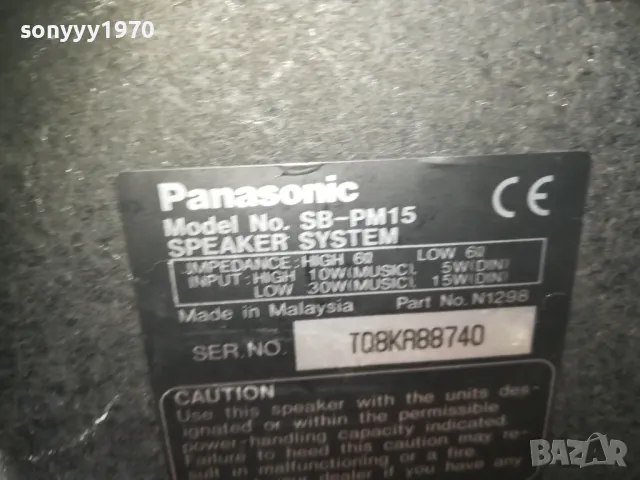 sonyyy1970
Panasonic
CE
Model No. SB-PM15
SPEAKER SYSTEM
IMPEDANCE: HIGH 6Ω LOW 6Ω
INPUT: HIGH 10W(MUSIC), 5W(DIN)
LOW 30W(MUSIC), 15W(DIN)
Made in Malaysia Part No. N1298
SER.NO. TQ8KA88740
CAUTION
Use this speaker with the units des-
ignated or within the permissible
power-handling capacity indicated.
Failure to heed this caution may re-
sult in malfunctioning or a fire.
your dealer if you have any
BAZAR